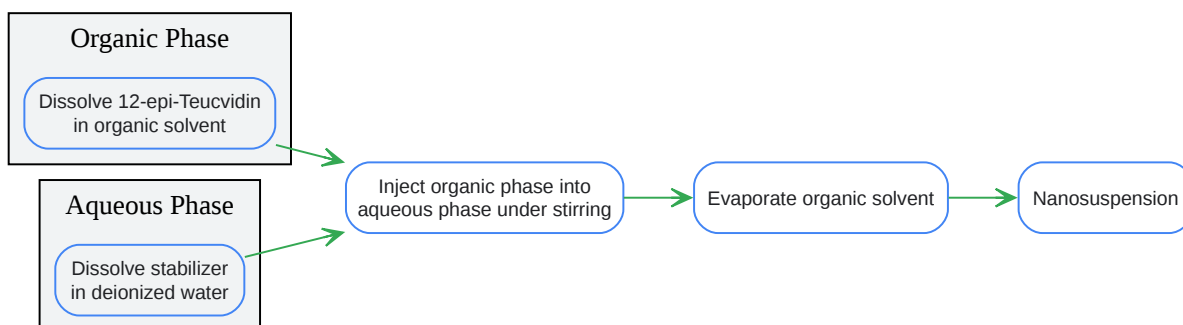 Organic Phase
Dissolve 12-epi-Teucvidin
in organic solvent
Aqueous Phase
Dissolve stabilizer
in deionized water
Inject organic phase into
aqueous phase under stirring
Evaporate organic solvent
Nanosuspension